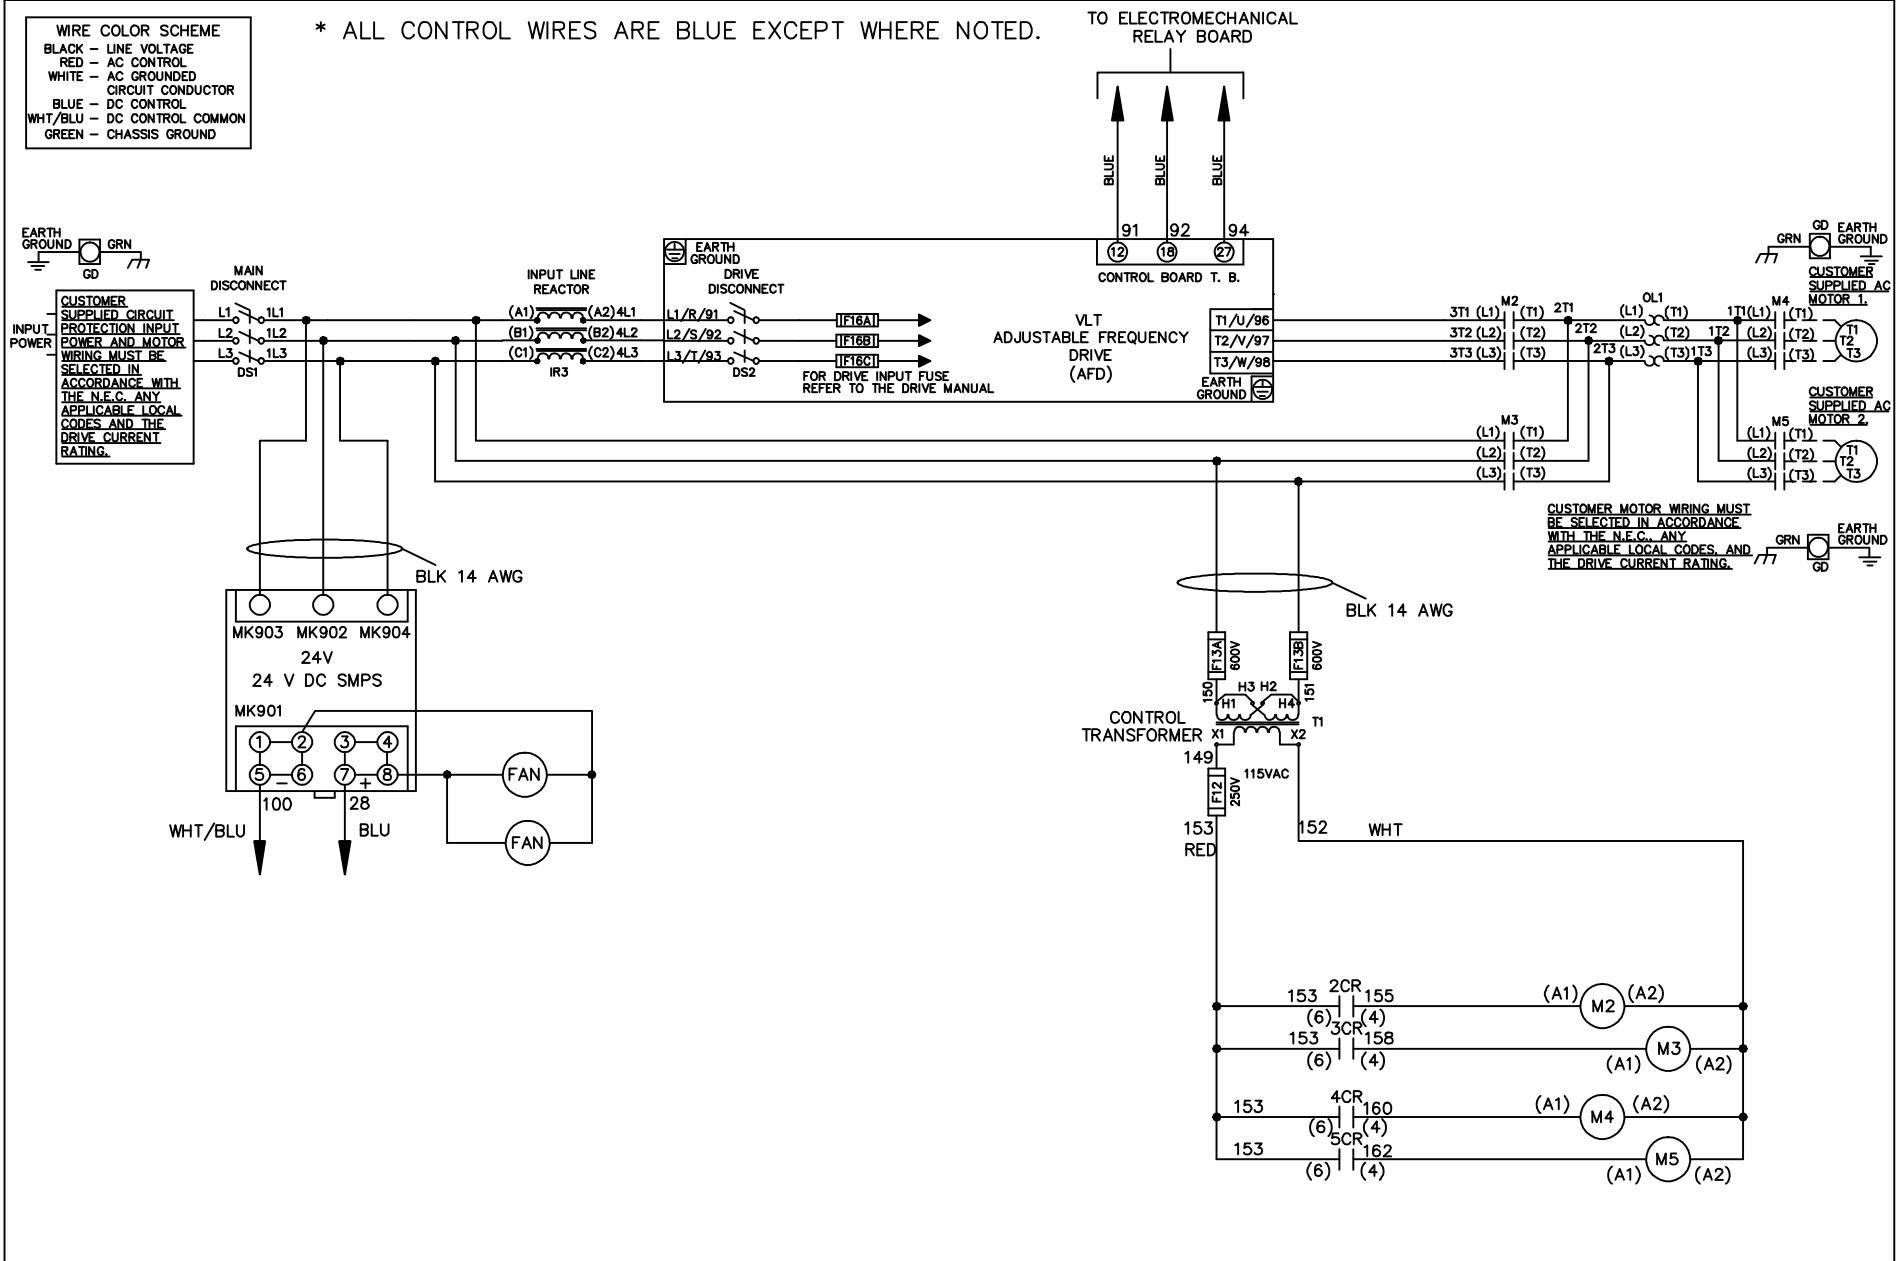 WIRE COLOR SCHEME
BLACK – LINE VOLTAGE
RED – AC CONTROL
WHITE – AC GROUNDED
CIRCUIT CONDUCTOR
BLUE – DC CONTROL
WHT/BLU – DC CONTROL COMMON
GREEN – CHASSIS GROUND
* ALL CONTROL WIRES ARE BLUE EXCEPT WHERE NOTED.
TO ELECTROMECHANICAL
RELAY BOARD
BLUE
BLUE
BLUE
91 92 94
12 18 27
CONTROL BOARD T. B.
EARTH
GROUND
GRN
GD
INPUT
POWER
CUSTOMER
SUPPLIED CIRCUIT
PROTECTION INPUT
POWER AND MOTOR
WIRING MUST BE
SELECTED IN
ACCORDANCE WITH
THE N.E.C. ANY
APPLICABLE LOCAL
CODES AND THE
DRIVE CURRENT
RATING.
MAIN
DISCONNECT
L1 1L1
L2 1L2
L3 1L3
DS1
INPUT LINE
REACTOR
(A1) (A2) 4L1
(B1) (B2) 4L2
(C1) (C2) 4L3
IR3
EARTH
GROUND
DRIVE
DISCONNECT
L1/R/91
L2/S/92
L3/T/93
DS2
F16A
F16B
F16C
FOR DRIVE INPUT FUSE
REFER TO THE DRIVE MANUAL
VLT
ADJUSTABLE FREQUENCY
DRIVE
(AFD)
T1/U/96
T2/V/97
T3/W/98
EARTH
GROUND
M2
3T1 (L1) (T1) 2T1
3T2 (L2) (T2) 2T2
3T3 (L3) (T3) 2T3
OL1
(L1) (T1) 1T1
(L2) (T2) 1T2
(L3) (T3) 1T3
M4
(L1) (T1)
(L2) (T2)
(L3) (T3)
T1
T2
T3
GD
GRN
EARTH
GROUND
CUSTOMER
SUPPLIED AC
MOTOR 1.
M3
(L1) (T1)
(L2) (T2)
(L3) (T3)
CUSTOMER
SUPPLIED AC
MOTOR 2.
M5
(L1) (T1)
(L2) (T2)
(L3) (T3)
T1
T2
T3
CUSTOMER MOTOR WIRING MUST
BE SELECTED IN ACCORDANCE
WITH THE N.E.C., ANY
APPLICABLE LOCAL CODES, AND
THE DRIVE CURRENT RATING.
GRN
GD
EARTH
GROUND
BLK 14 AWG
MK903 MK902 MK904
24V
24 V DC SMPS
MK901
1 2 3 4
5 – 6 7 + 8
100 28
WHT/BLU
BLU
FAN
FAN
BLK 14 AWG
F13A
600V
F13B
600V
150
151
H3 H2
H1 H4
T1
CONTROL
TRANSFORMER
X1 X2
149
115VAC
F12
250V
153
RED
152 WHT
2CR
153 155 (A1) M2 (A2)
(6) (4)
3CR
153 158 M3
(6) (4) (A1) (A2)
4CR
153 160 (A1) M4 (A2)
(6) (4)
5CR
153 162 M5
(6) (4) (A1) (A2)